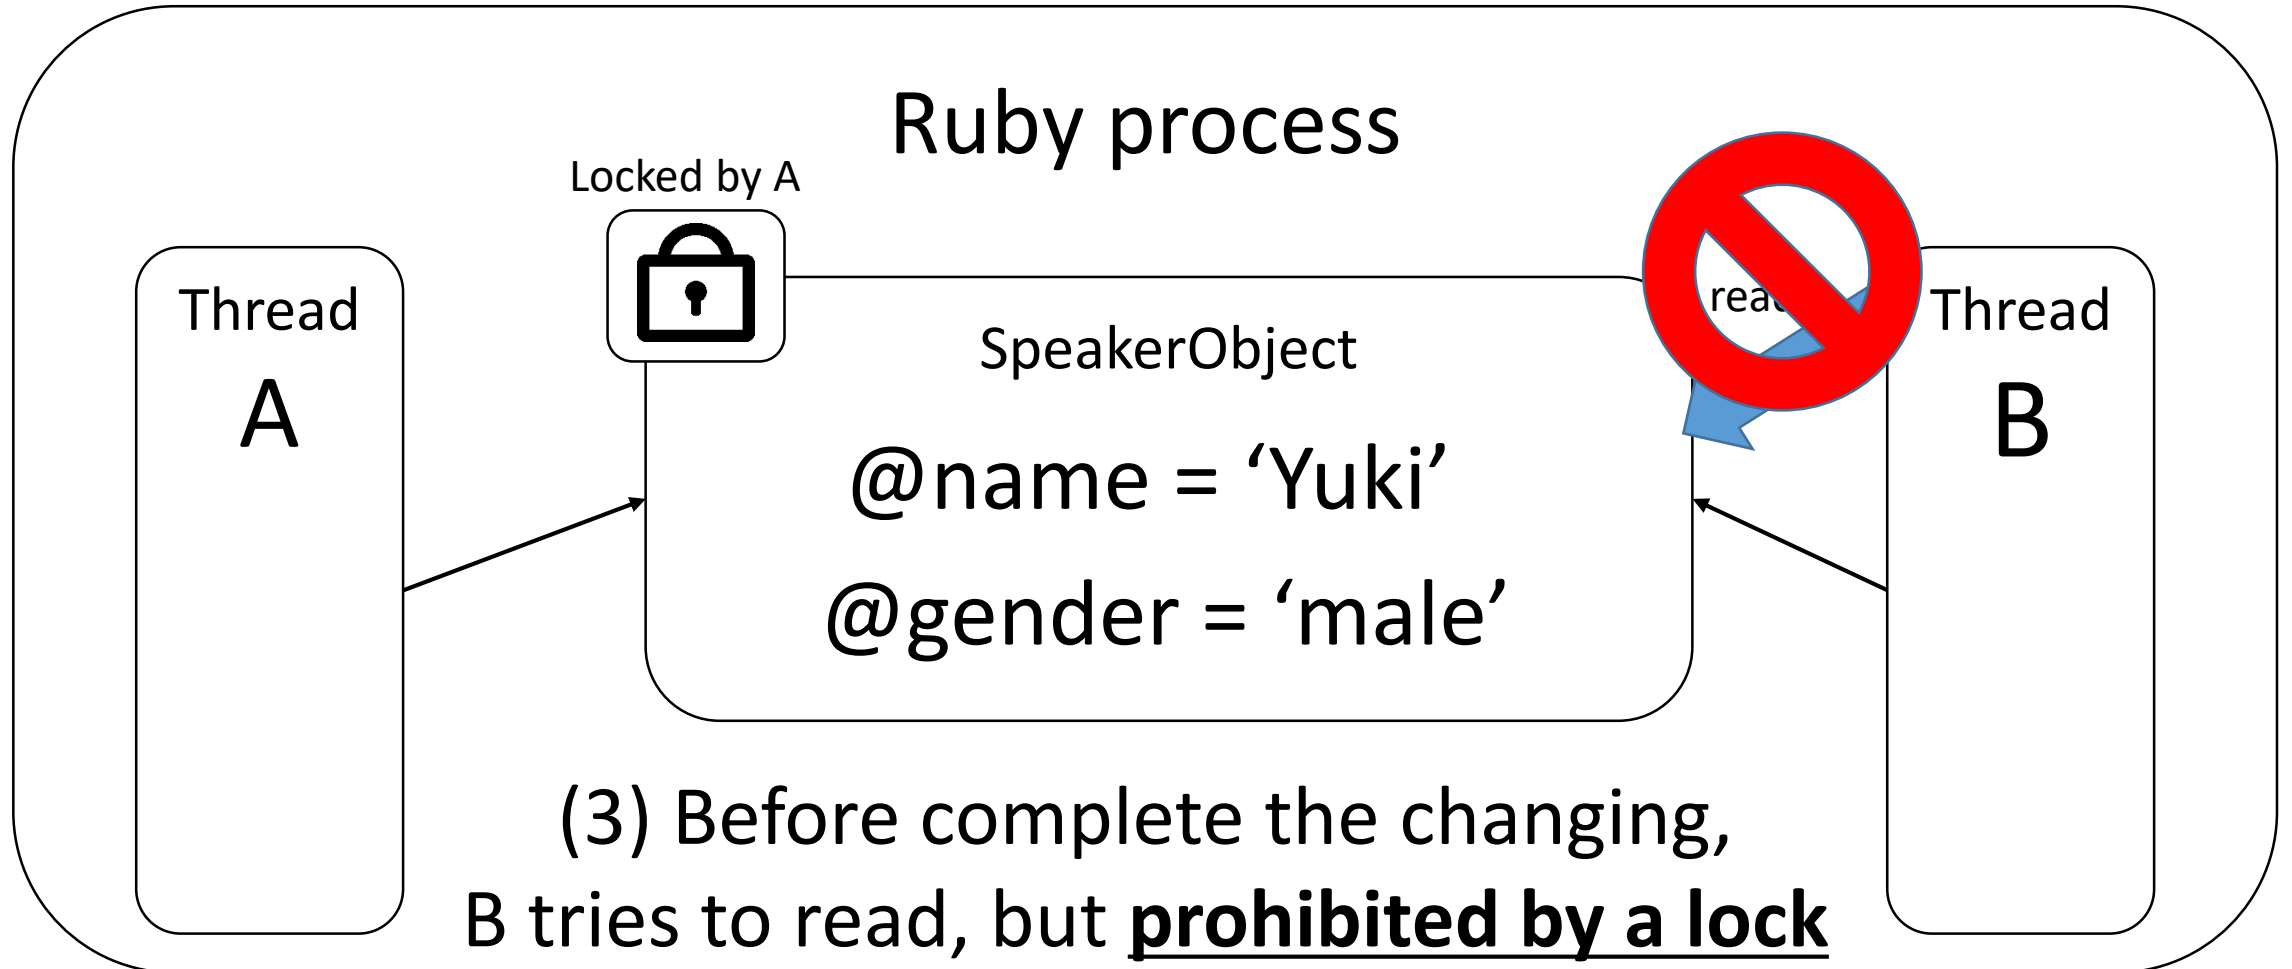 Ruby process
Locked by A
Thread
A
SpeakerObject
@name = ‘Yuki’
@gender = ‘male’
Thread
B
(3) Before complete the changing,
B tries to read, but prohibited by a lock